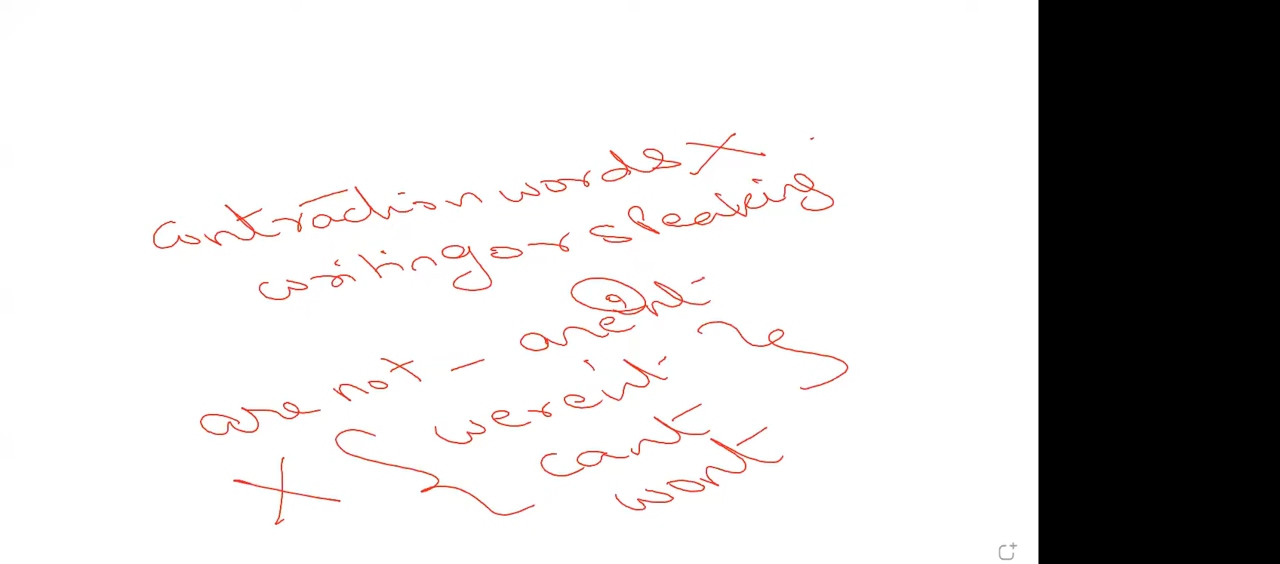 contraction words X
writing or speaking
are not - aren't
weren't
can't
won't
X